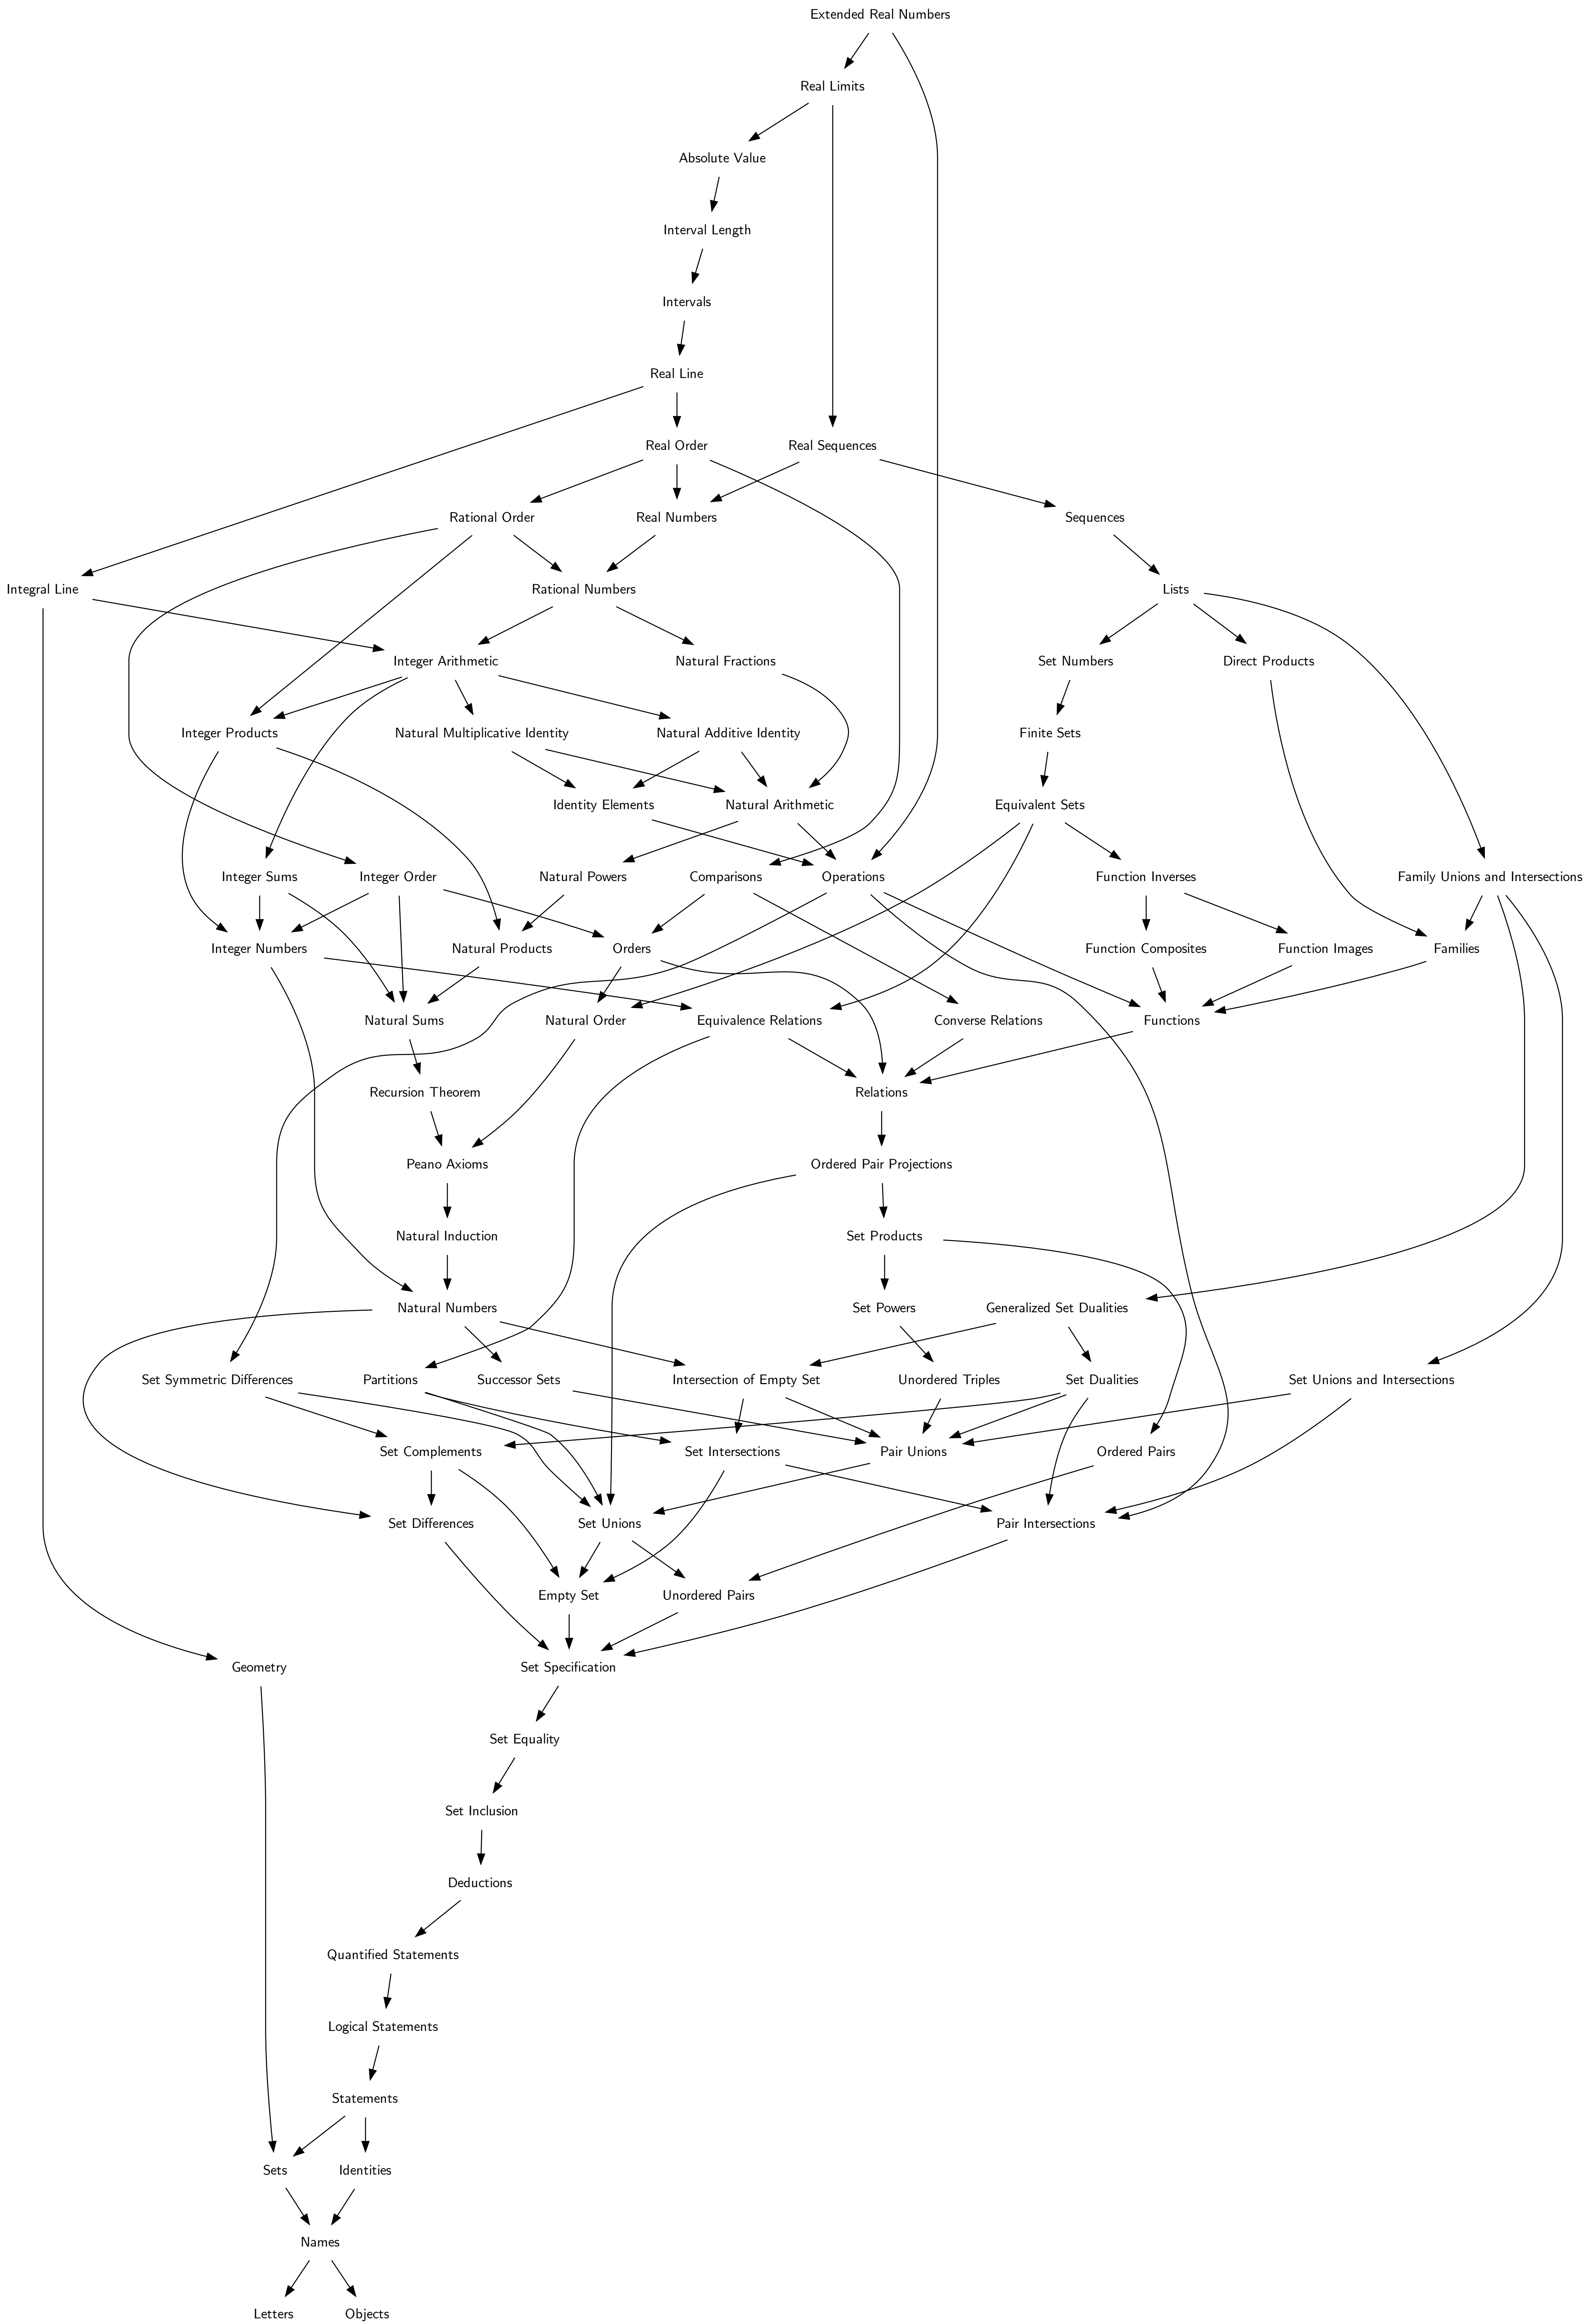 Extended Real Numbers
Real Limits
Absolute Value
Interval Length
Intervals
Real Line
Real Order
Real Sequences
Rational Order
Real Numbers
Sequences
Integral Line
Rational Numbers
Lists
Integer Arithmetic
Natural Fractions
Set Numbers
Direct Products
Integer Products
Natural Multiplicative Identity
Natural Additive Identity
Finite Sets
Identity Elements
Natural Arithmetic
Equivalent Sets
Integer Sums
Integer Order
Natural Powers
Comparisons
Operations
Function Inverses
Family Unions and Intersections
Integer Numbers
Natural Products
Orders
Function Composites
Function Images
Families
Natural Sums
Natural Order
Equivalence Relations
Converse Relations
Functions
Recursion Theorem
Relations
Peano Axioms
Ordered Pair Projections
Natural Induction
Set Products
Natural Numbers
Set Powers
Generalized Set Dualities
Set Symmetric Differences
Partitions
Successor Sets
Intersection of Empty Set
Unordered Triples
Set Dualities
Set Unions and Intersections
Set Complements
Set Intersections
Pair Unions
Ordered Pairs
Set Differences
Set Unions
Pair Intersections
Empty Set
Unordered Pairs
Geometry
Set Specification
Set Equality
Set Inclusion
Deductions
Quantified Statements
Logical Statements
Statements
Sets
Identities
Names
Letters
Objects